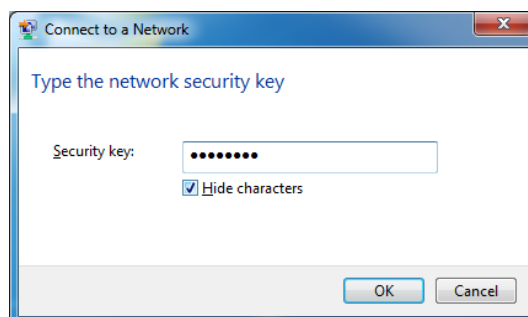 Connect to a Network
Type the network security key
Security key: ••••••••
Hide characters
OK Cancel